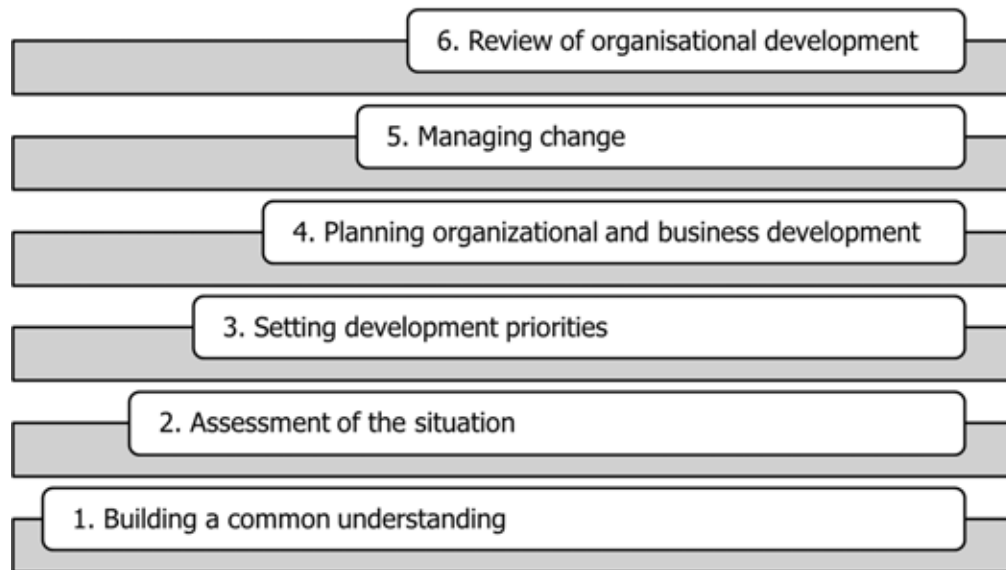 6. Review of organisational development
5. Managing change
4. Planning organizational and business development
3. Setting development priorities
2. Assessment of the situation
1. Building a common understanding